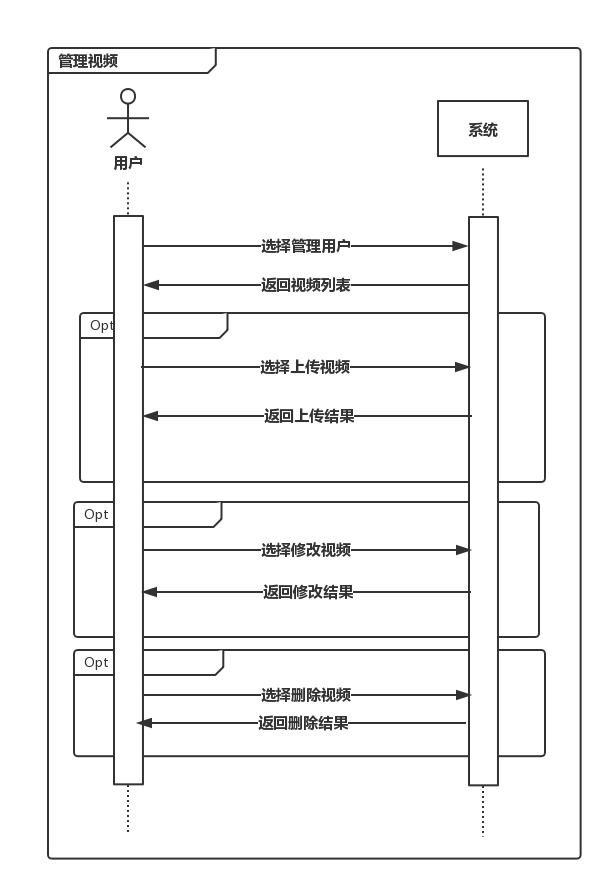 管理视频
用户
系统
选择管理用户
返回视频列表
Opt
选择上传视频
返回上传结果
Opt
选择修改视频
返回修改结果
Opt
选择删除视频
返回删除结果